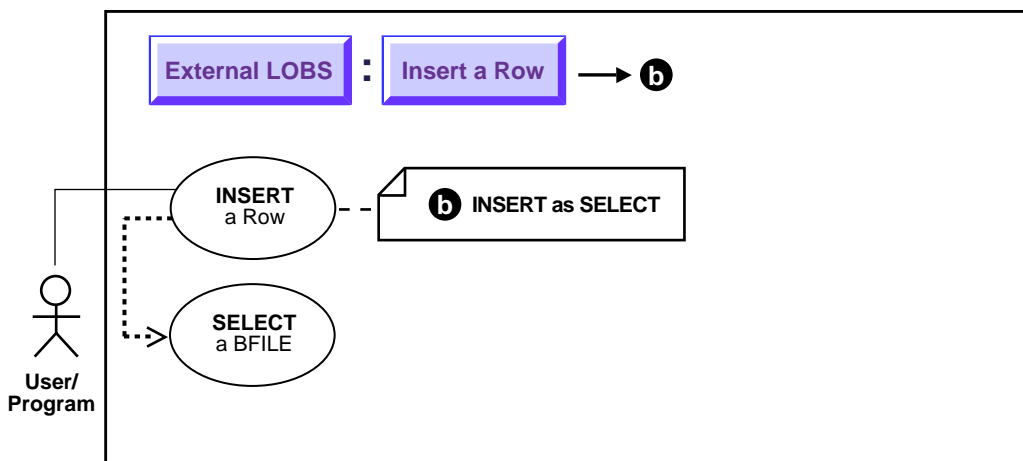 External LOBS : Insert a Row b
INSERT
a Row
b INSERT as SELECT
SELECT
a BFILE
User/
Program